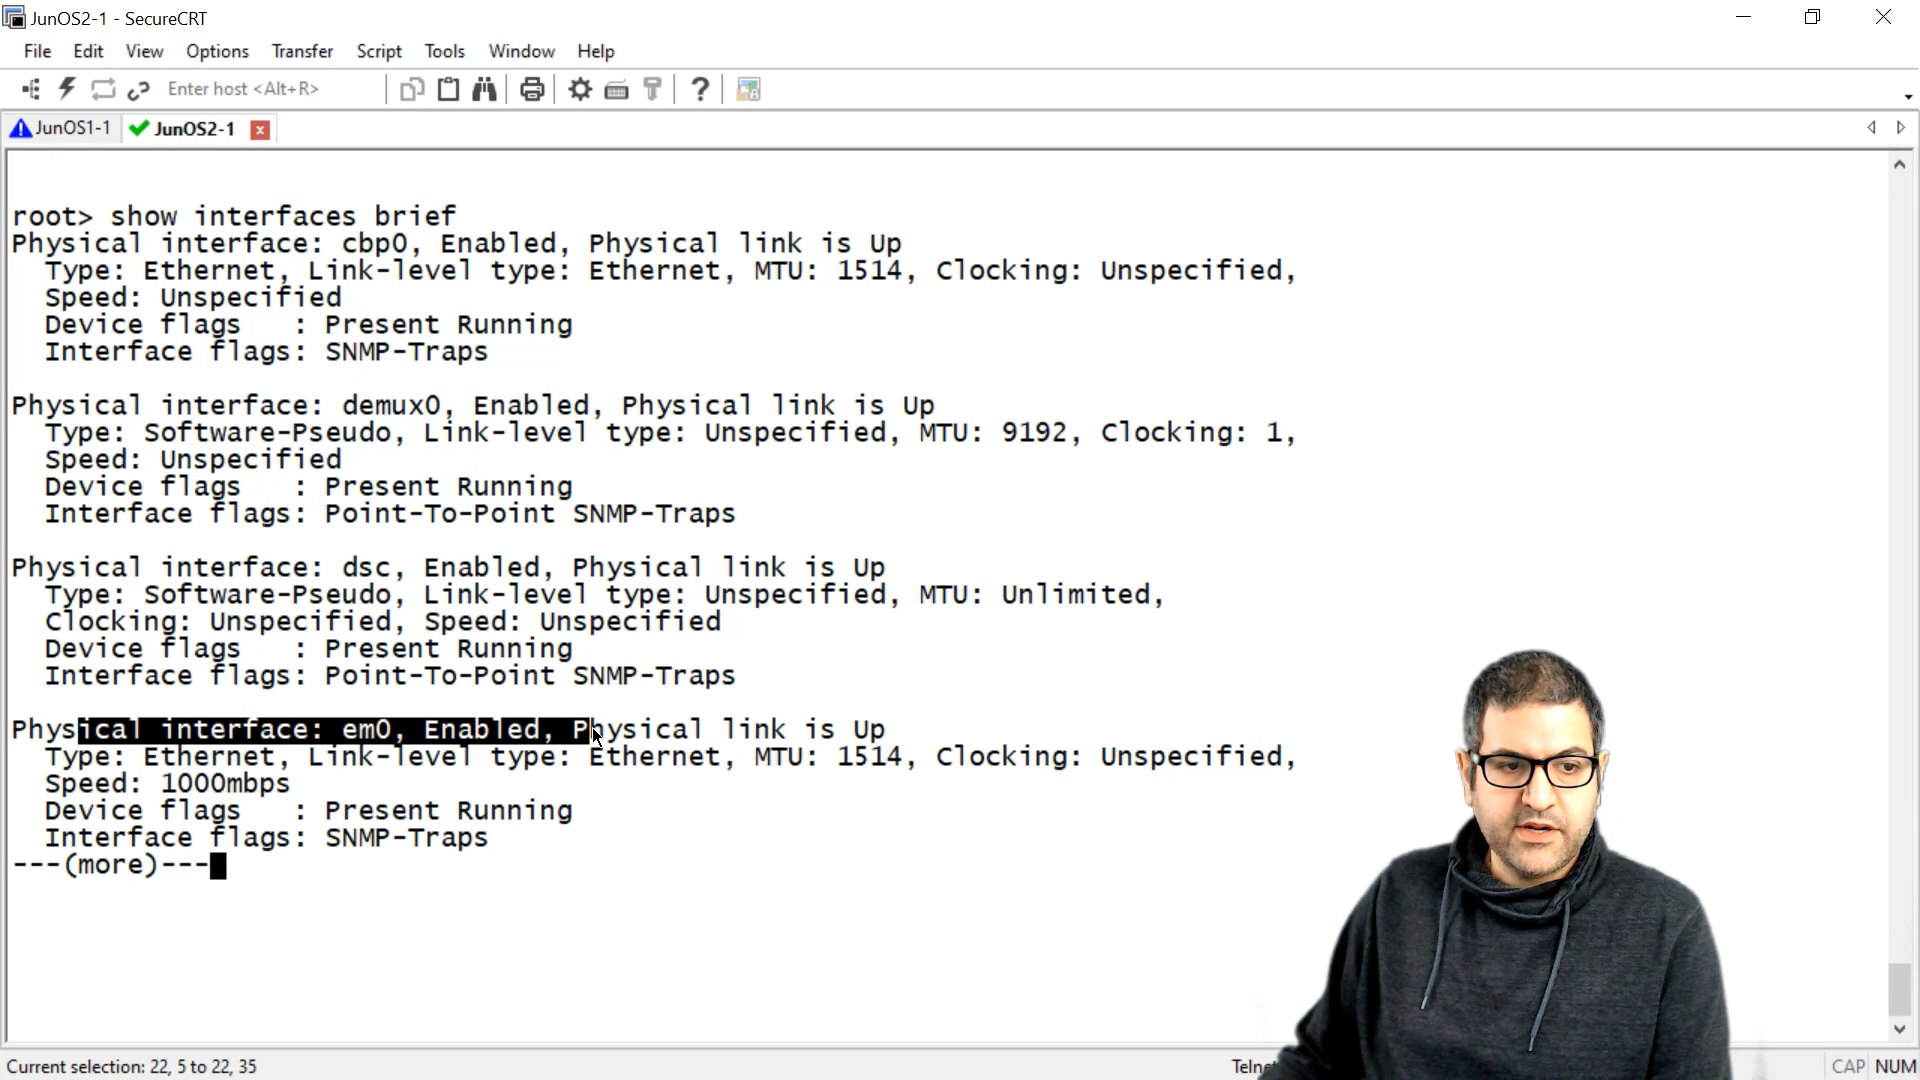 JunOS2-1 - SecureCRT
File Edit View Options Transfer Script Tools Window Help
Enter host <Alt+R>
JunOS1-1 JunOS2-1
root> show interfaces brief
Physical interface: cbp0, Enabled, Physical link is Up
Type: Ethernet, Link-level type: Ethernet, MTU: 1514, Clocking: Unspecified,
Speed: Unspecified
Device flags   : Present Running
Interface flags: SNMP-Traps
Physical interface: demux0, Enabled, Physical link is Up
Type: Software-Pseudo, Link-level type: Unspecified, MTU: 9192, Clocking: 1,
Speed: Unspecified
Device flags   : Present Running
Interface flags: Point-To-Point SNMP-Traps
Physical interface: dsc, Enabled, Physical link is Up
Type: Software-Pseudo, Link-level type: Unspecified, MTU: Unlimited,
Clocking: Unspecified, Speed: Unspecified
Device flags   : Present Running
Interface flags: Point-To-Point SNMP-Traps
Physical interface: em0, Enabled, Physical link is Up
Type: Ethernet, Link-level type: Ethernet, MTU: 1514, Clocking: Unspecified,
Speed: 1000mbps
Device flags   : Present Running
Interface flags: SNMP-Traps
---(more)---
Current selection: 22, 5 to 22, 35
CAP NUM